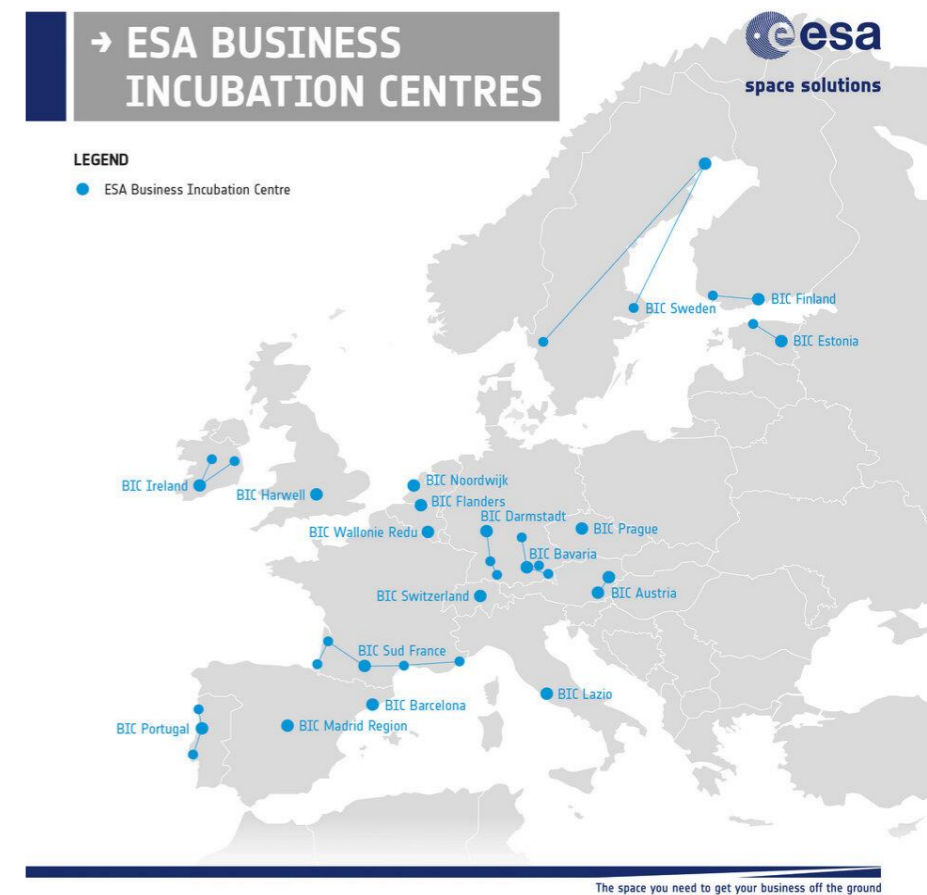 → ESA BUSINESS
INCUBATION CENTRES
esa
space solutions
LEGEND
ESA Business Incubation Centre
BIC Finland
BIC Sweden
BIC Estonia
BIC Ireland
BIC Harwell
BIC Noordwijk
BIC Flanders
BIC Darmstadt
BIC Wallonie Redu
BIC Prague
BIC Bavaria
BIC Switzerland
BIC Austria
BIC Sud France
BIC Lazio
BIC Barcelona
BIC Portugal
BIC Madrid Region
The space you need to get your business off the ground